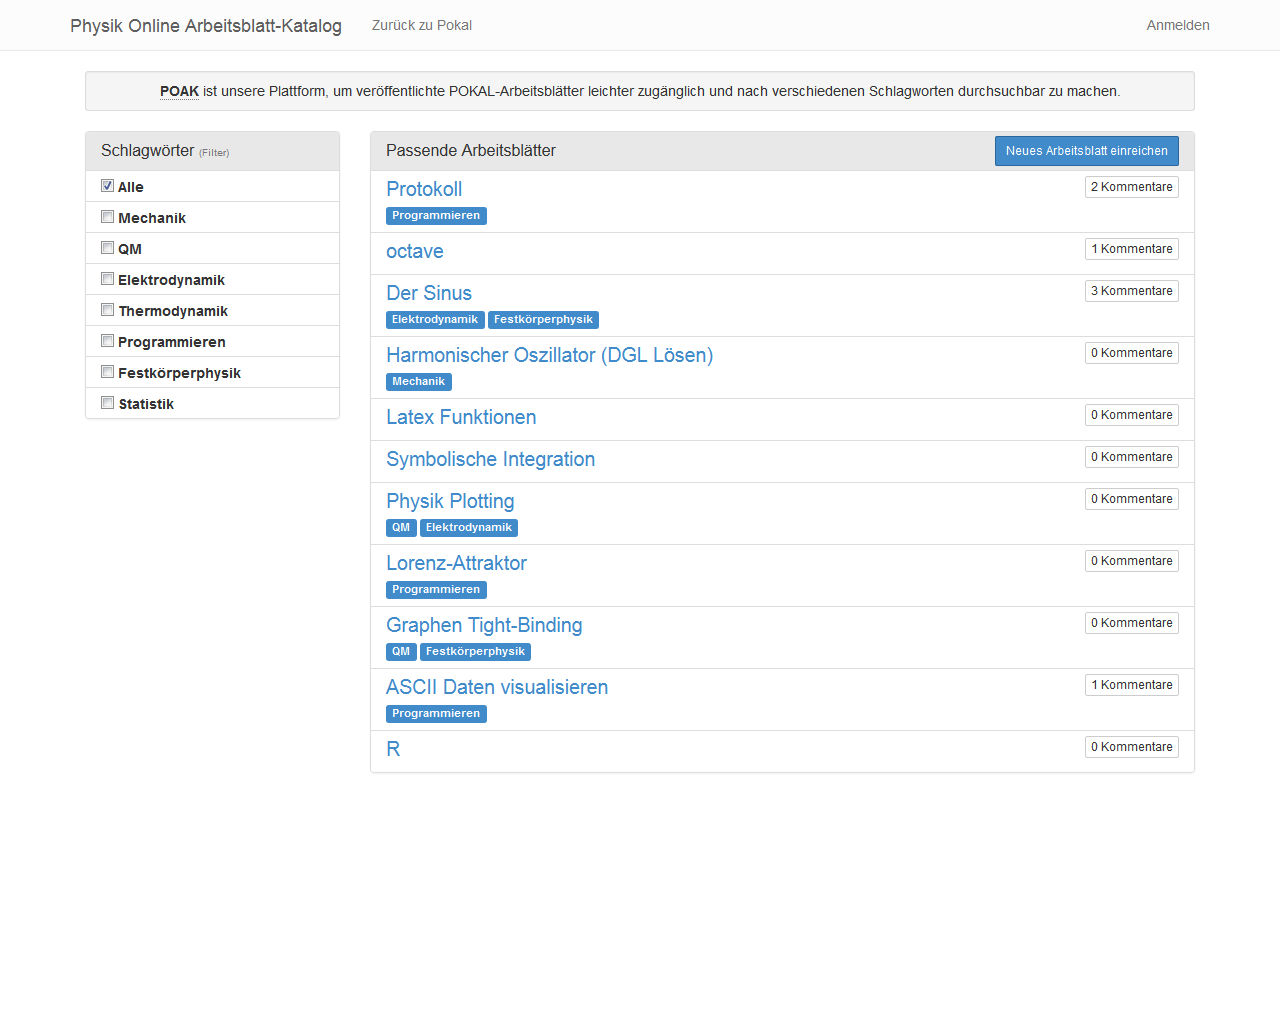 Physik Online Arbeitsblatt-Katalog Zurück zu Pokal Anmelden
POAK ist unsere Plattform, um veröffentlichte POKAL-Arbeitsblätter leichter zugänglich und nach verschiedenen Schlagworten durchsuchbar zu machen.
Schlagwörter (Filter)
Alle
Mechanik
QM
Elektrodynamik
Thermodynamik
Programmieren
Festkörperphysik
Statistik
Passende Arbeitsblätter Neues Arbeitsblatt einreichen
Protokoll 2 Kommentare
Programmieren
octave 1 Kommentare
Der Sinus 3 Kommentare
Elektrodynamik Festkörperphysik
Harmonischer Oszillator (DGL Lösen) 0 Kommentare
Mechanik
Latex Funktionen 0 Kommentare
Symbolische Integration 0 Kommentare
Physik Plotting 0 Kommentare
QM Elektrodynamik
Lorenz-Attraktor 0 Kommentare
Programmieren
Graphen Tight-Binding 0 Kommentare
QM Festkörperphysik
ASCII Daten visualisieren 1 Kommentare
Programmieren
R 0 Kommentare